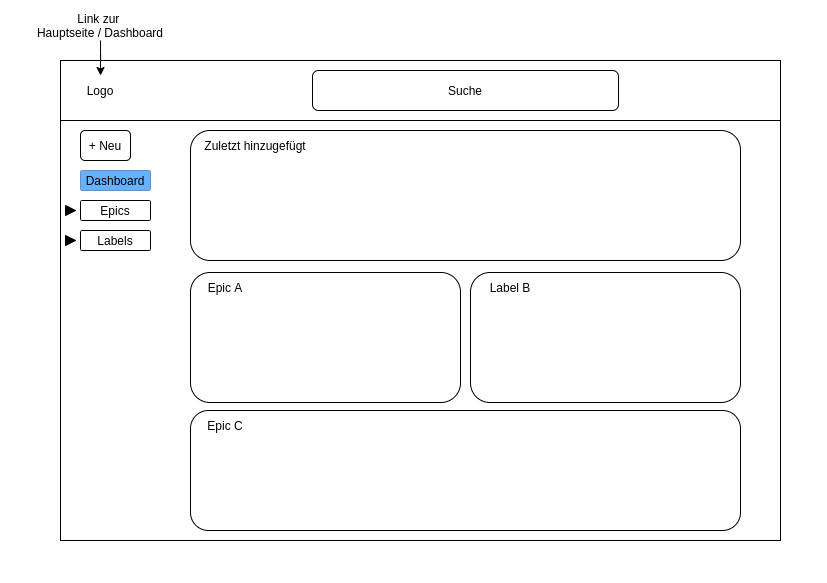 Link zur
Hauptseite / Dashboard
Logo
Suche
+ Neu
Dashboard
Epics
Labels
Zuletzt hinzugefügt
Epic A
Label B
Epic C